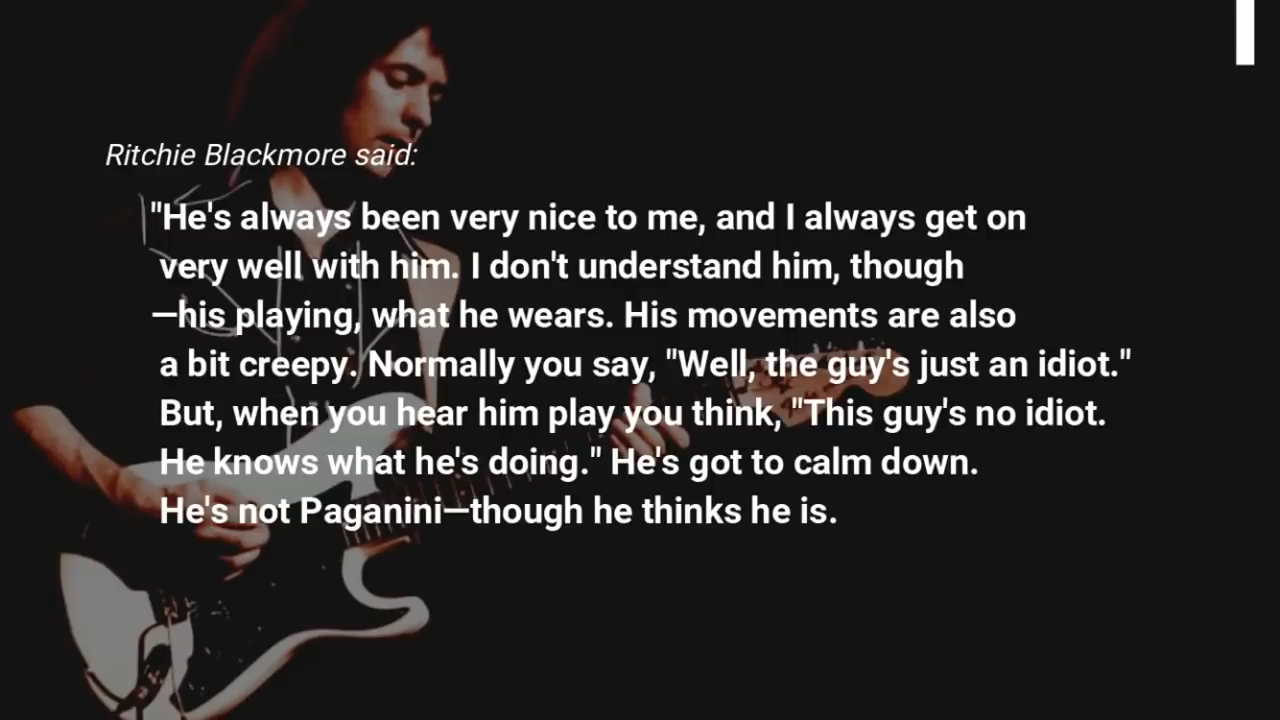 Ritchie Blackmore said:
"He's always been very nice to me, and I always get on
very well with him. I don't understand him, though
—his playing, what he wears. His movements are also
a bit creepy. Normally you say, "Well, the guy's just an idiot."
But, when you hear him play you think, "This guy's no idiot.
He knows what he's doing." He's got to calm down.
He's not Paganini—though he thinks he is.